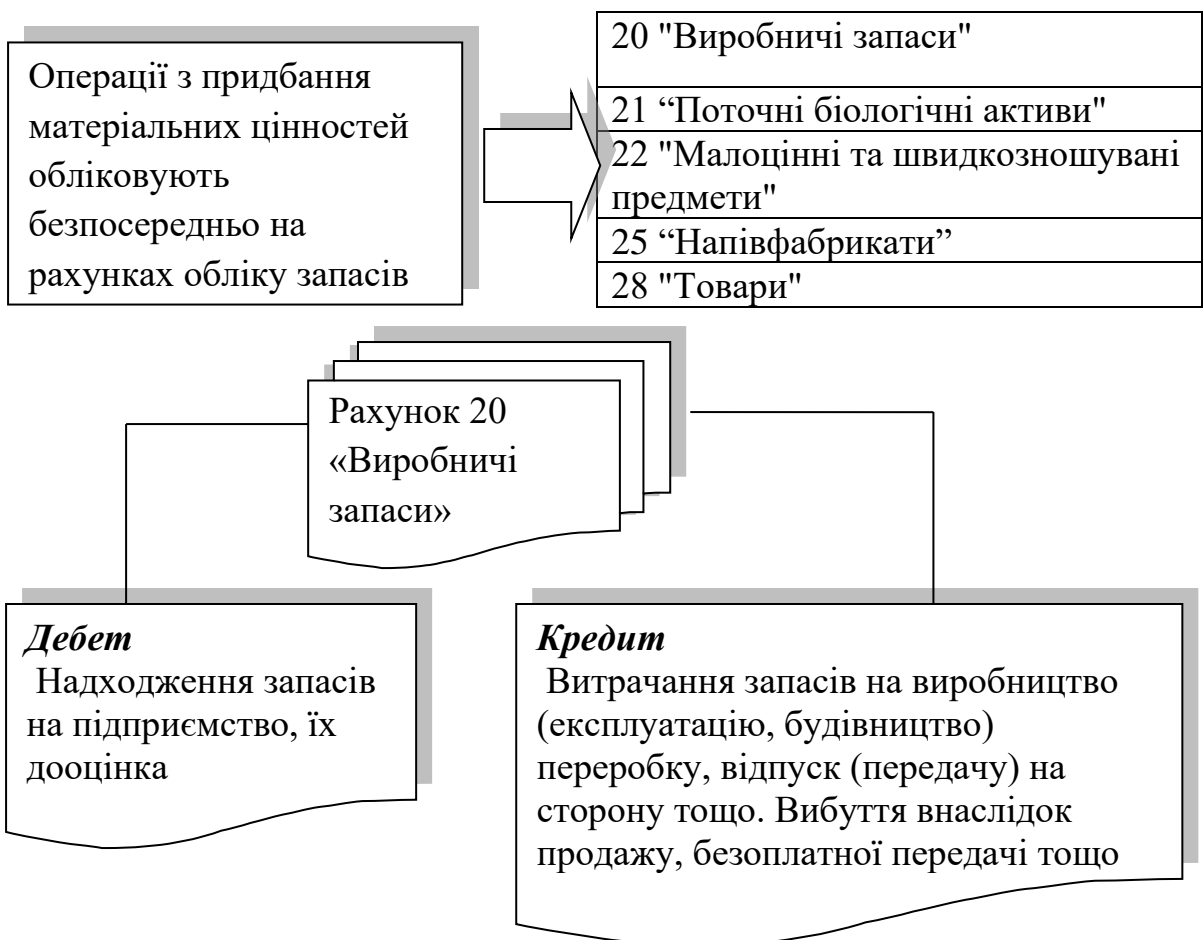 Операції з придбання
матеріальних цінностей
обліковують
безпосередньо на
рахунках обліку запасів
20 "Виробничі запаси"
21 “Поточні біологічні активи"
22 "Малоцінні та швидкозношувані
предмети"
25 “Напівфабрикати”
28 "Товари"
Рахунок 20
«Виробничі
запаси»
Дебет
Надходження запасів
на підприємство, їх
дооцінка
Кредит
Витрачання запасів на виробництво
(експлуатацію, будівництво)
переробку, відпуск (передачу) на
сторону тощо. Вибуття внаслідок
продажу, безоплатної передачі тощо